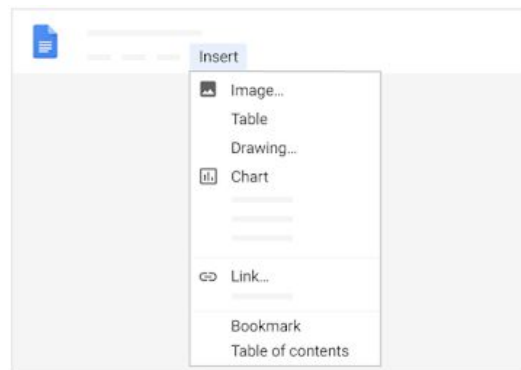 Insert
Image...
Table
Drawing...
Chart
Link...
Bookmark
Table of contents